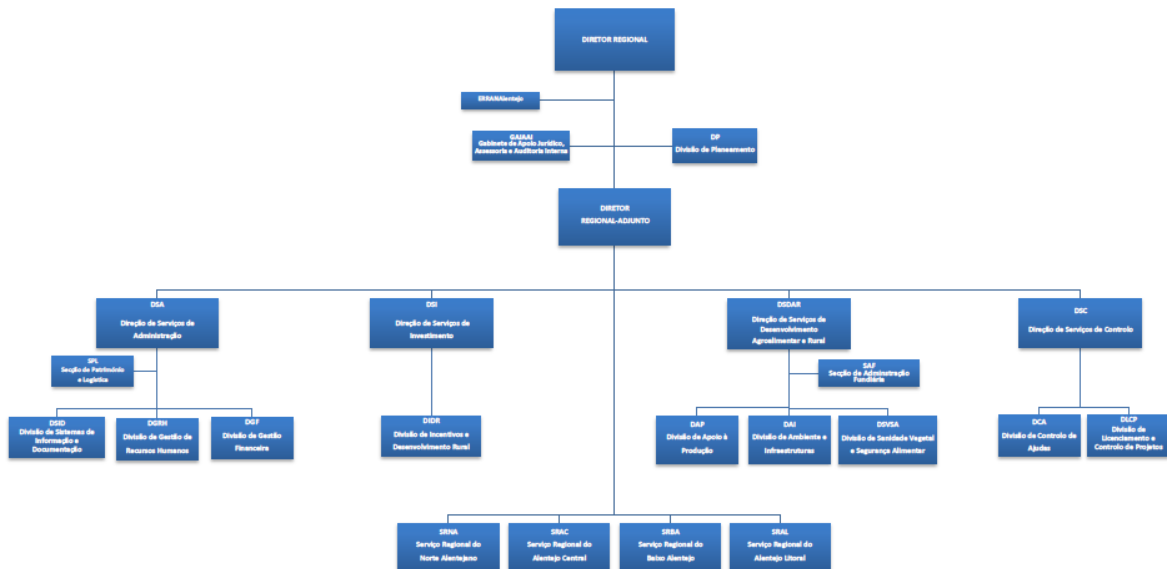 DIRETOR REGIONAL
ERRANAlentejo
GAJAAI
Gabinete de Apoio Jurídico,
Assessoria e Auditoria Interna
DP
Divisão de Planeamento
DIRETOR
REGIONAL-ADJUNTO
DSA
Direção de Serviços de
Administração
DSI
Direção de Serviços de
Investimento
DSDAR
Direção de Serviços de
Desenvolvimento
Agroalimentar e Rural
DSC
Direção de Serviços de Controlo
SPL
Secção de Património
e Logística
SAF
Secção de Administração
Fundiária
DSID
Divisão de Sistemas de
Informação e
Documentação
DGRH
Divisão de Gestão de
Recursos Humanos
DGF
Divisão de Gestão
Financeira
DIDR
Divisão de Incentivos e
Desenvolvimento Rural
DAP
Divisão de Apoio à
Produção
DAI
Divisão de Ambiente e
Infraestruturas
DSVSA
Divisão de Sanidade Vegetal
e Segurança Alimentar
DCA
Divisão de Controlo de
Ajudas
DLCP
Divisão de
Licenciamento e
Controlo de Projetos
SRNA
Serviço Regional do
Norte Alentejano
SRAC
Serviço Regional do
Alentejo Central
SRBA
Serviço Regional do
Baixo Alentejo
SRAL
Serviço Regional do
Alentejo Litoral